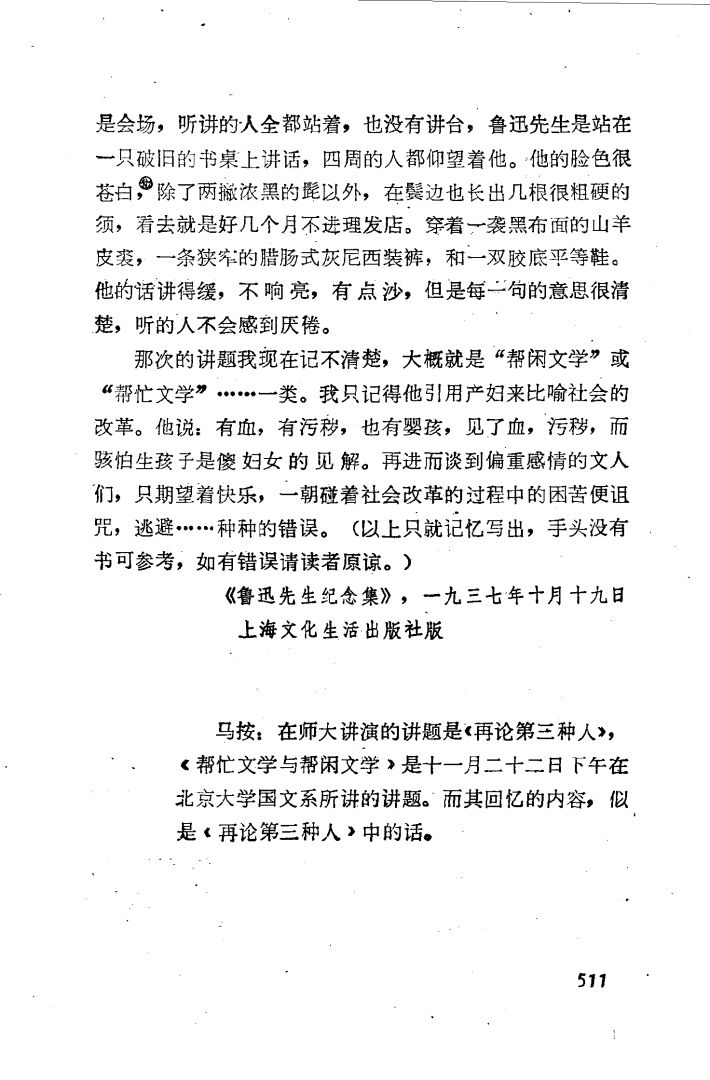 是会场，听讲的人全都站着，也没有讲台，鲁迅先生是站在
一只破旧的书桌上讲话，四周的人都仰望着他。他的脸色很
苍白，除了两撇浓黑的髭以外，在鬓边也长出几根很粗硬的
须，看去就是好几个月不进理发店。穿着一袭黑布面的山羊
皮裘，一条狭窄的腊肠式灰尼西装裤，和一双胶底平等鞋。
他的话讲得缓，不响亮，有点沙，但是每一句的意思很清
楚，听的人不会感到厌倦。
那次的讲题我现在记不清楚，大概就是“帮闲文学”或
“帮忙文学”……一类。我只记得他引用产妇来比喻社会的
改革。他说：有血，有污秽，也有婴孩，见了血，污秽，而
骇怕生孩子是傻妇女的见解。再进而谈到偏重感情的文人
们，只期望着快乐，一朝碰着社会改革的过程中的困苦便诅
咒，逃避……种种的错误。（以上只就记忆写出，手头没有
书可参考，如有错误请读者原谅。）
《鲁迅先生纪念集》，一九三七年十月十九日
上海文化生活出版社版
马按：在师大讲演的讲题是《再论第三种人》，
《帮忙文学与帮闲文学》是十一月二十二日下午在
北京大学国文系所讲的讲题。而其回忆的内容，似
是《再论第三种人》中的话。
511